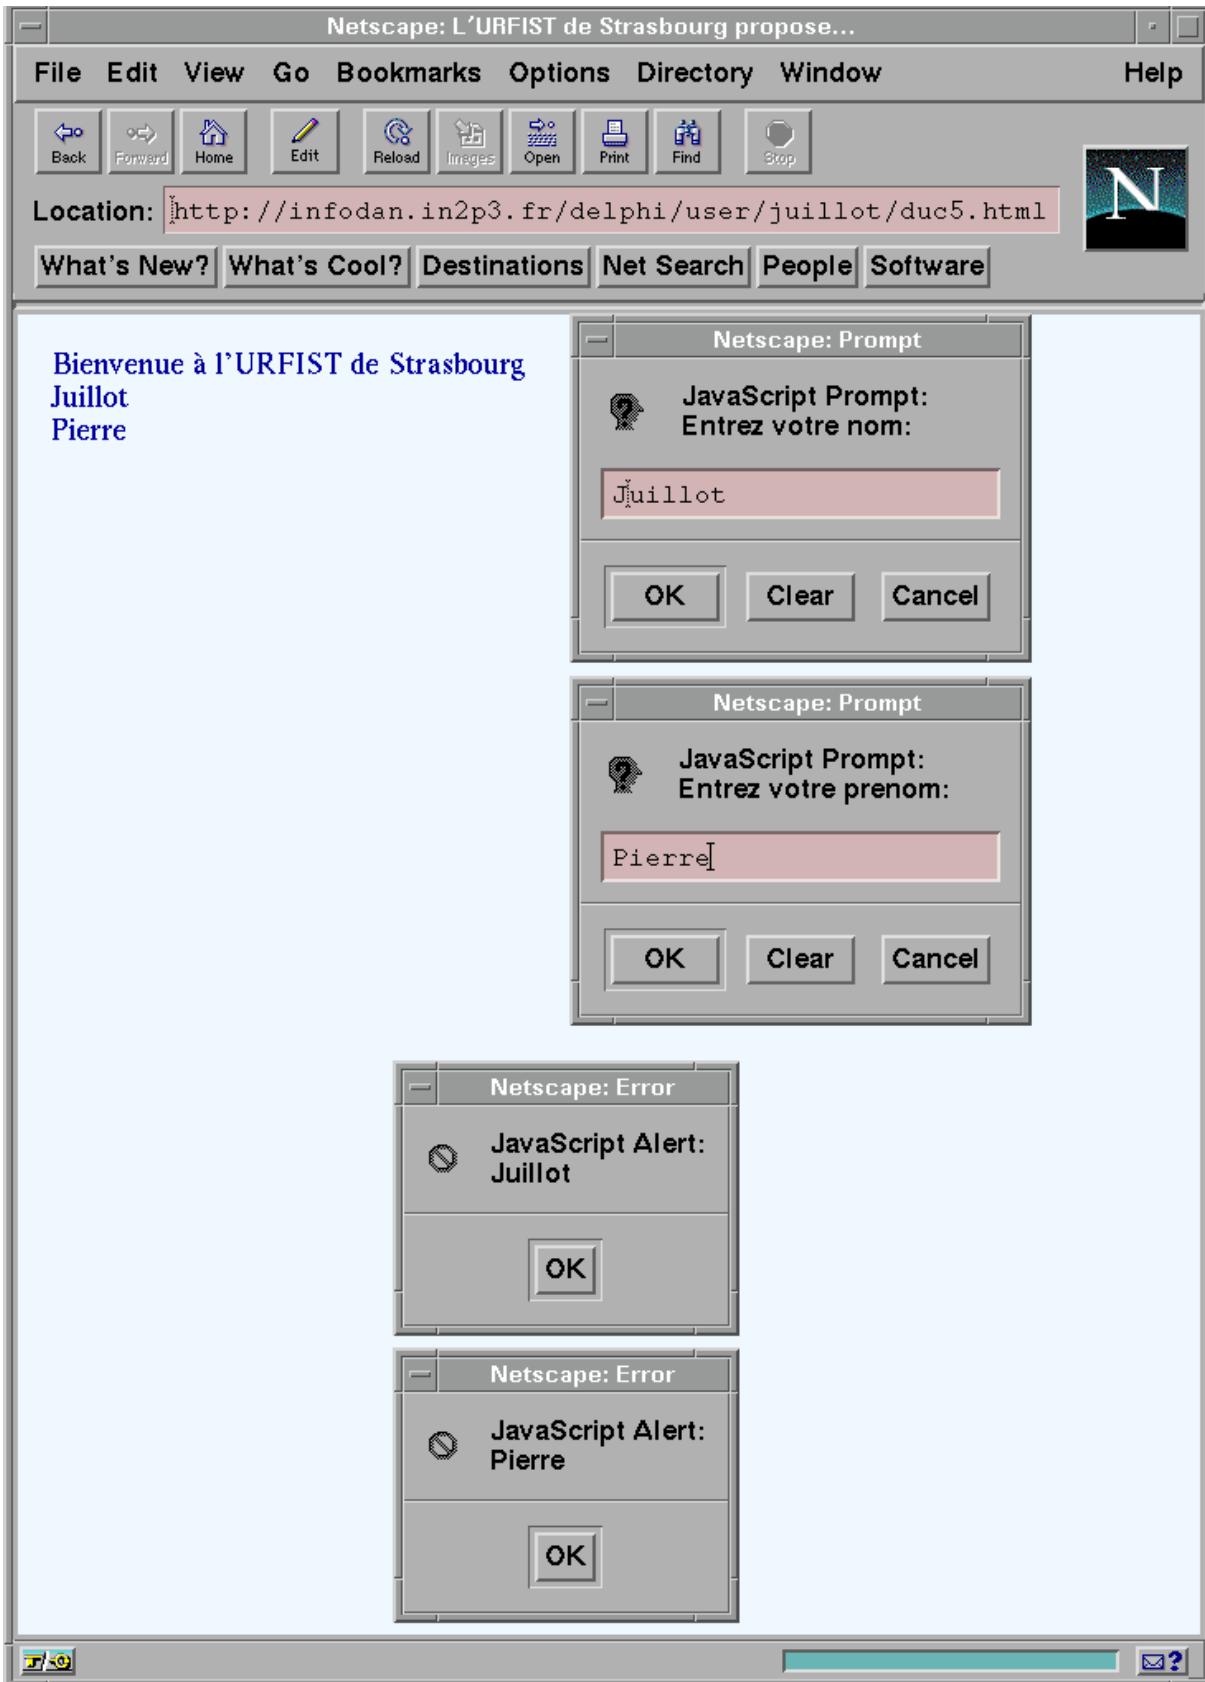 Netscape: L'URFIST de Strasbourg propose...
File Edit View Go Bookmarks Options Directory Window Help
Back Forward Home Edit Reload Images Open Print Find Stop
N
Location: http://infodan.in2p3.fr/delphi/user/juillot/duc5.html
What's New? What's Cool? Destinations Net Search People Software
Bienvenue à l'URFIST de Strasbourg
Juillot
Pierre
Netscape: Prompt
JavaScript Prompt:
Entrez votre nom:
Juillot
OK Clear Cancel
Netscape: Prompt
JavaScript Prompt:
Entrez votre prenom:
Pierre
OK Clear Cancel
Netscape: Error
JavaScript Alert:
Juillot
OK
Netscape: Error
JavaScript Alert:
Pierre
OK